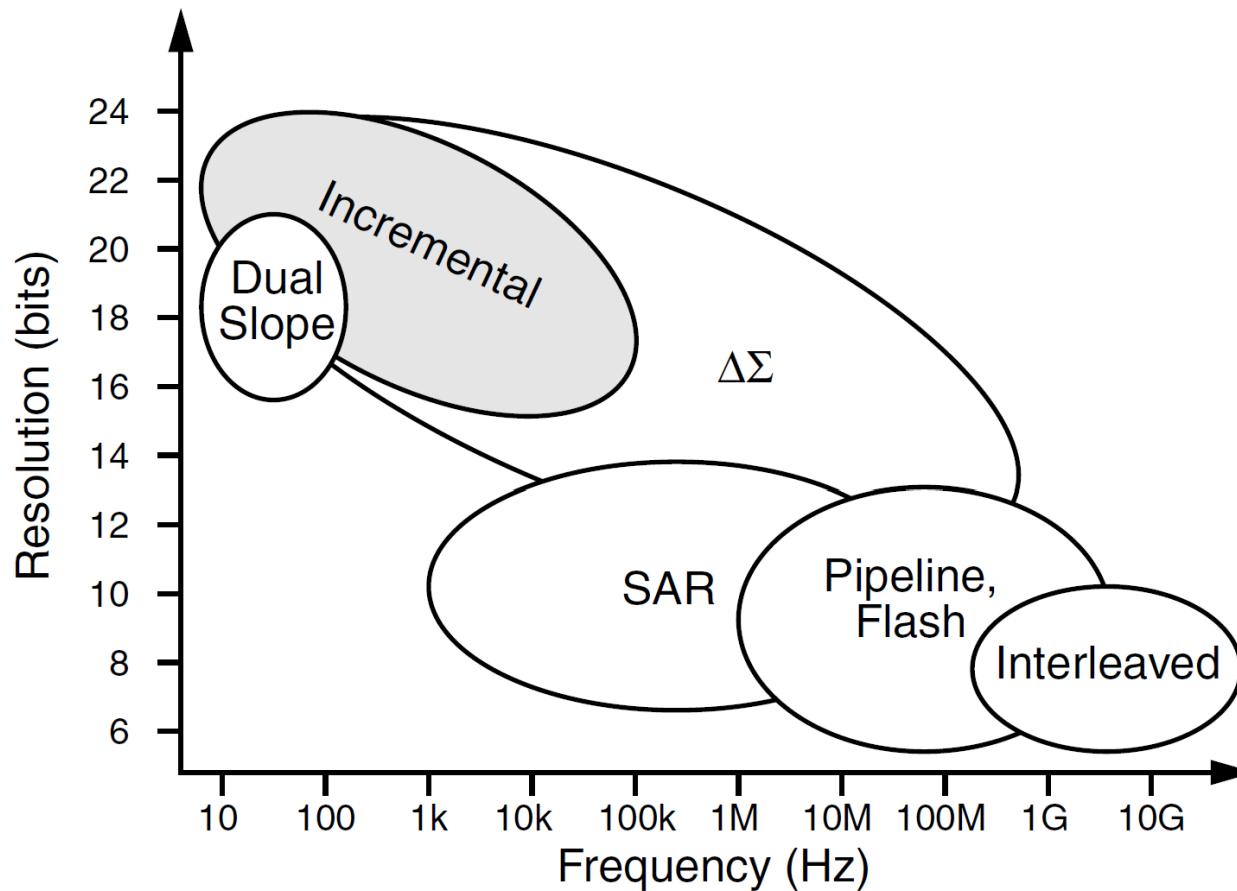 Resolution (bits)
24
22
20
18
16
14
12
10
8
6
Incremental
Dual
Slope
ΔΣ
SAR
Pipeline,
Flash
Interleaved
10 100 1k 10k 100k 1M 10M 100M 1G 10G
Frequency (Hz)